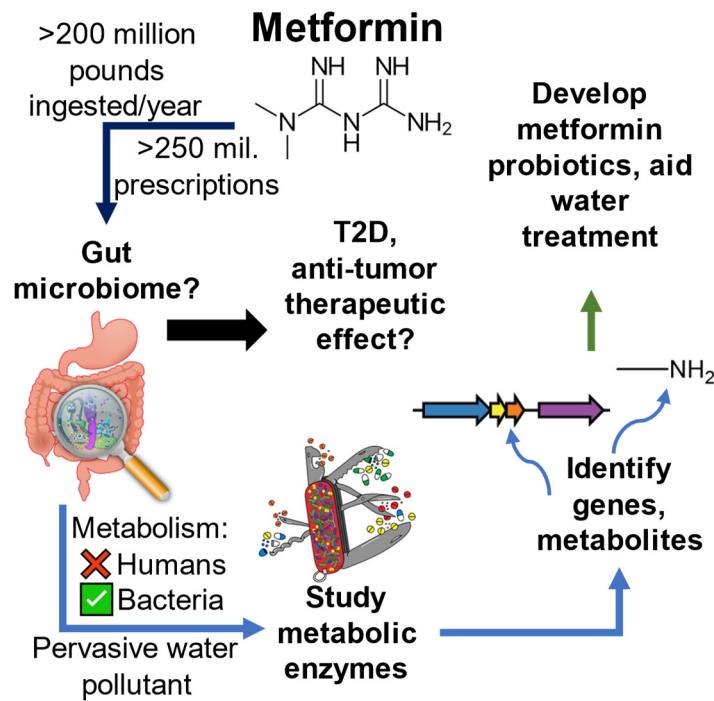 >200 million
pounds
ingested/year
Metformin
NH
NH
N
N
H
NH2
>250 mil.
prescriptions
Develop
metformin
probiotics, aid
water
treatment
Gut
microbiome?
T2D,
anti-tumor
therapeutic
effect?
NH2
Identify
genes,
metabolites
Metabolism:
Humans
Bacteria
Study
metabolic
enzymes
Pervasive water
pollutant